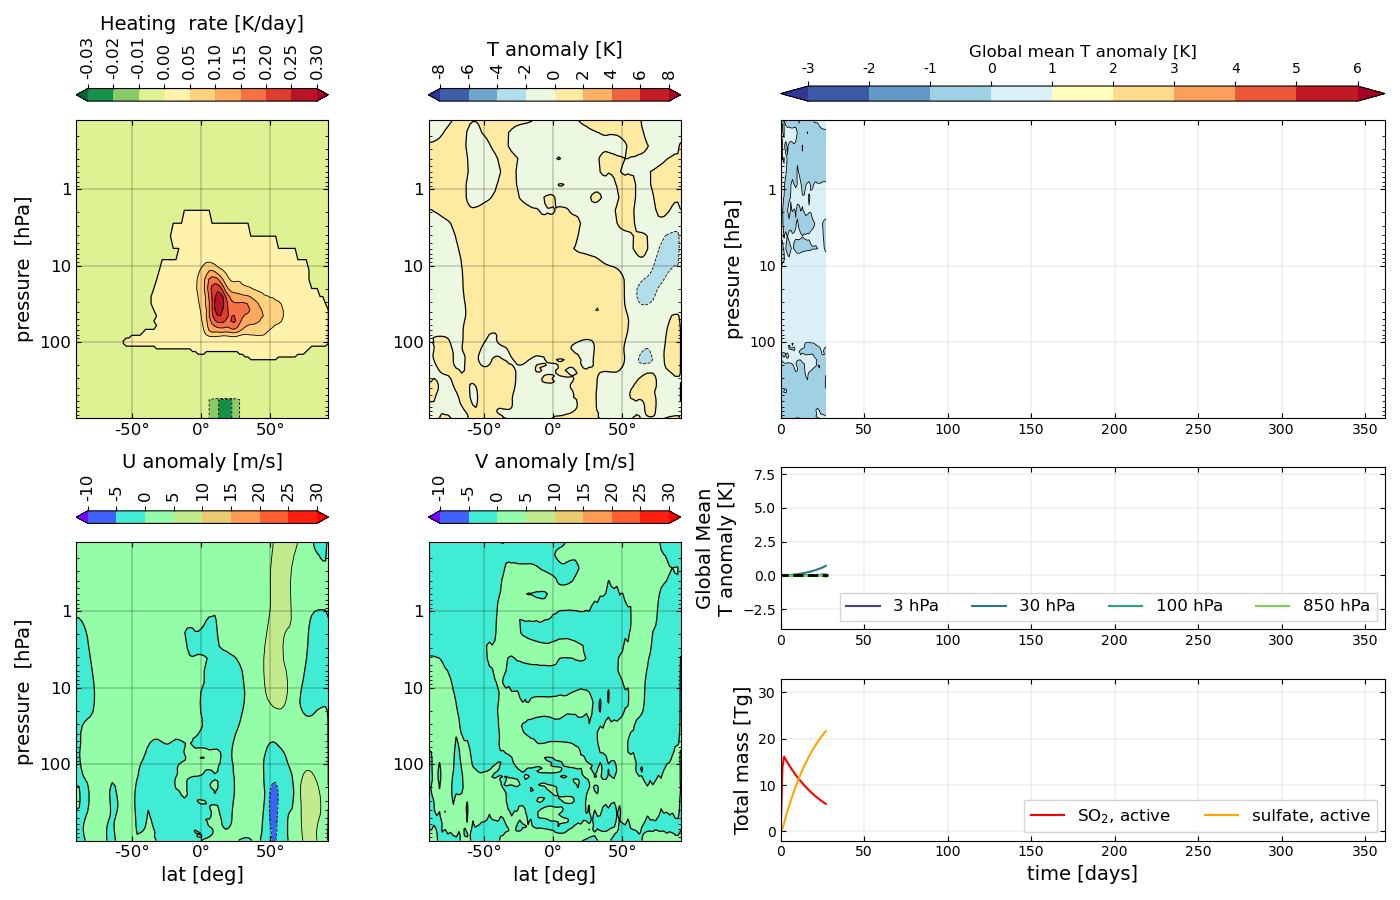 Heating  rate [K/day]
-0.03 -0.02 -0.01 0.00 0.05 0.10 0.15 0.20 0.25 0.30
pressure  [hPa]
1
10
100
-50° 0° 50°
T anomaly [K]
-8 -6 -4 -2 0 2 4 6 8
1
10
100
-50° 0° 50°
Global mean T anomaly [K]
-3 -2 -1 0 1 2 3 4 5 6
pressure [hPa]
1
10
100
0 50 100 150 200 250 300 350
U anomaly [m/s]
-10 -5 0 5 10 15 20 25 30
pressure  [hPa]
1
10
100
-50° 0° 50°
lat [deg]
V anomaly [m/s]
-10 -5 0 5 10 15 20 25 30
1
10
100
-50° 0° 50°
lat [deg]
Global Mean
T anomaly [K]
7.5
5.0
2.5
0.0
−2.5
3 hPa 30 hPa 100 hPa 850 hPa
0 50 100 150 200 250 300 350
Total mass [Tg]
30
20
10
0
SO₂, active sulfate, active
0 50 100 150 200 250 300 350
time [days]